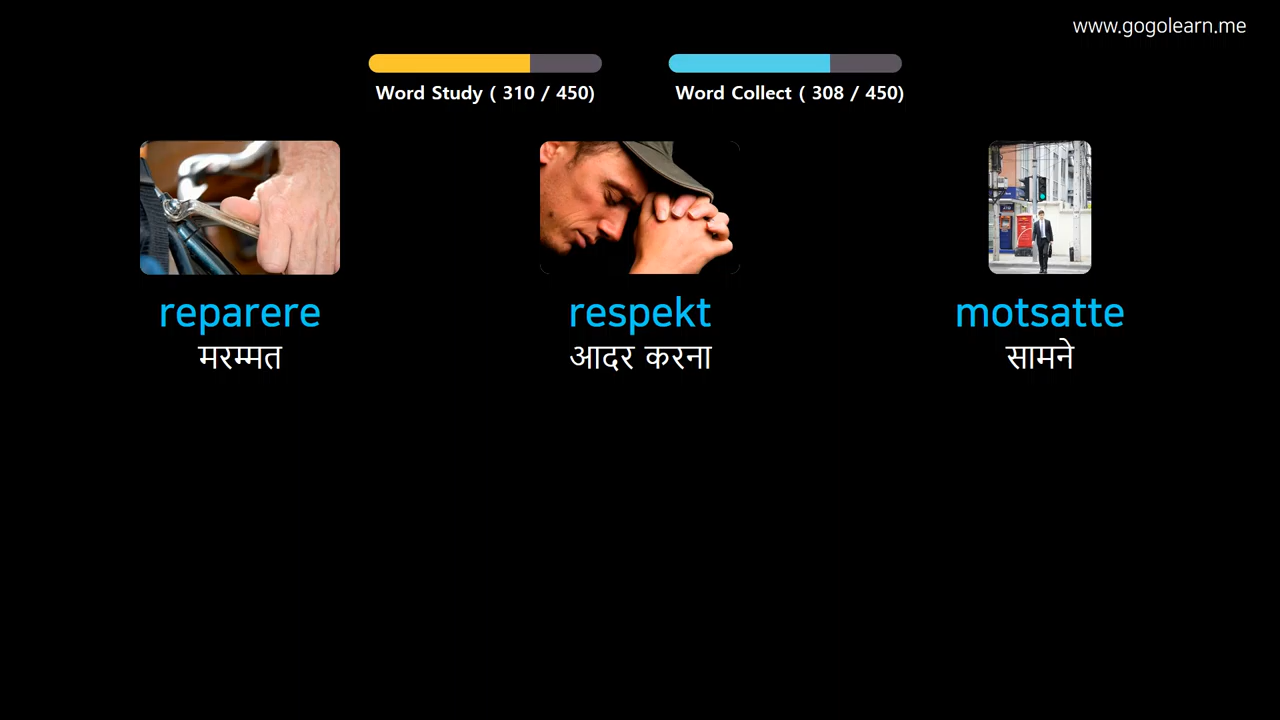 www.gogolearn.me
Word Study ( 310 / 450)
Word Collect ( 308 / 450)
reparere
respekt
motsatte
मरम्मत
आदर करना
सामने